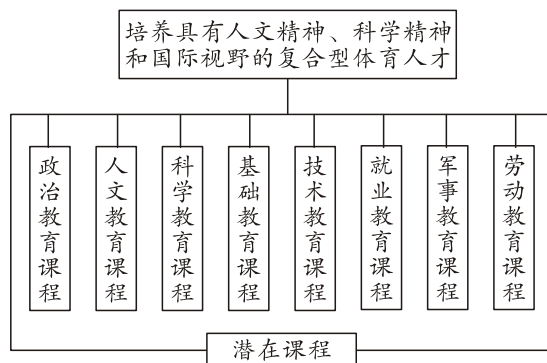 培养具有人文精神、科学精神
和国际视野的复合型体育人才
政治教育课程
人文教育课程
科学教育课程
基础教育课程
技术教育课程
就业教育课程
军事教育课程
劳动教育课程
潜在课程